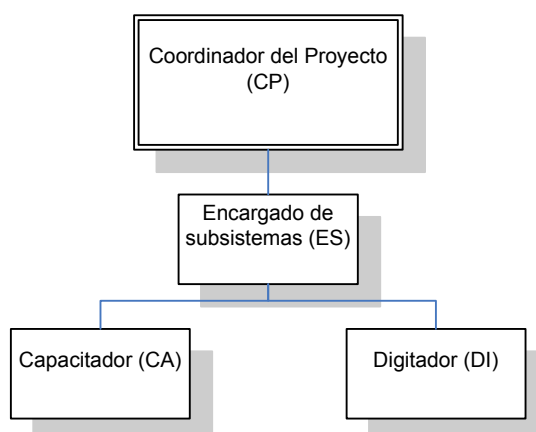 Coordinador del Proyecto
(CP)
Encargado de
subsistemas (ES)
Capacitador (CA)
Digitador (DI)